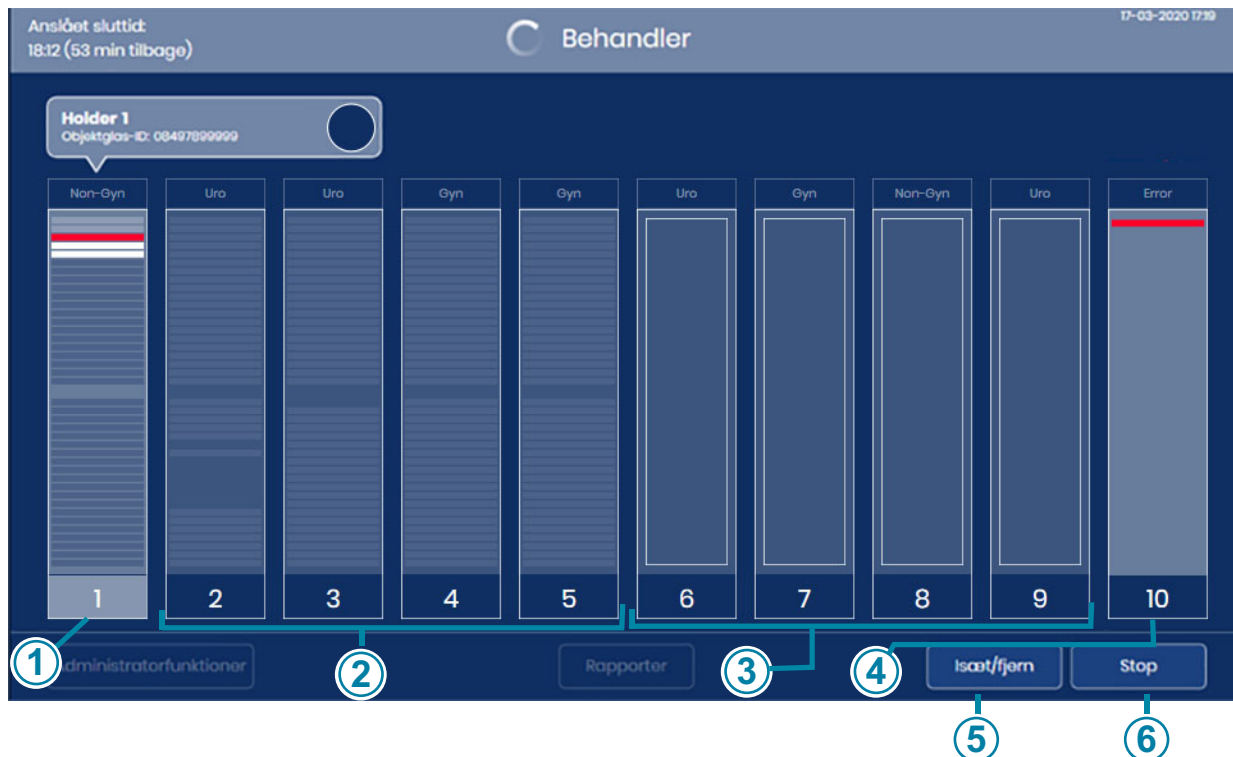 Anslået sluttid:
18:12 (53 min tilbage)
Behandler
17-03-2020 17:19
Holder 1
Objektglas-ID: 08497899999
Non-Gyn Uro Uro Gyn Gyn Uro Gyn Non-Gyn Uro Error
1 2 3 4 5 6 7 8 9 10
1 2 3 4
dministratorfunktioner Rapporter Isæt/fjern Stop
5 6